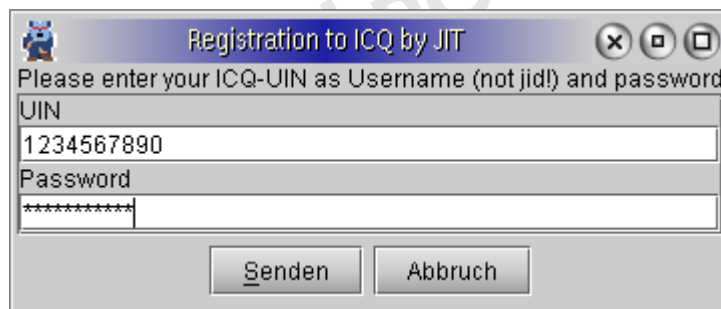 Registration to ICQ by JIT
Please enter your ICQ-UIN as Username (not jid!) and password
UIN
1234567890
Password
***********
Senden Abbruch